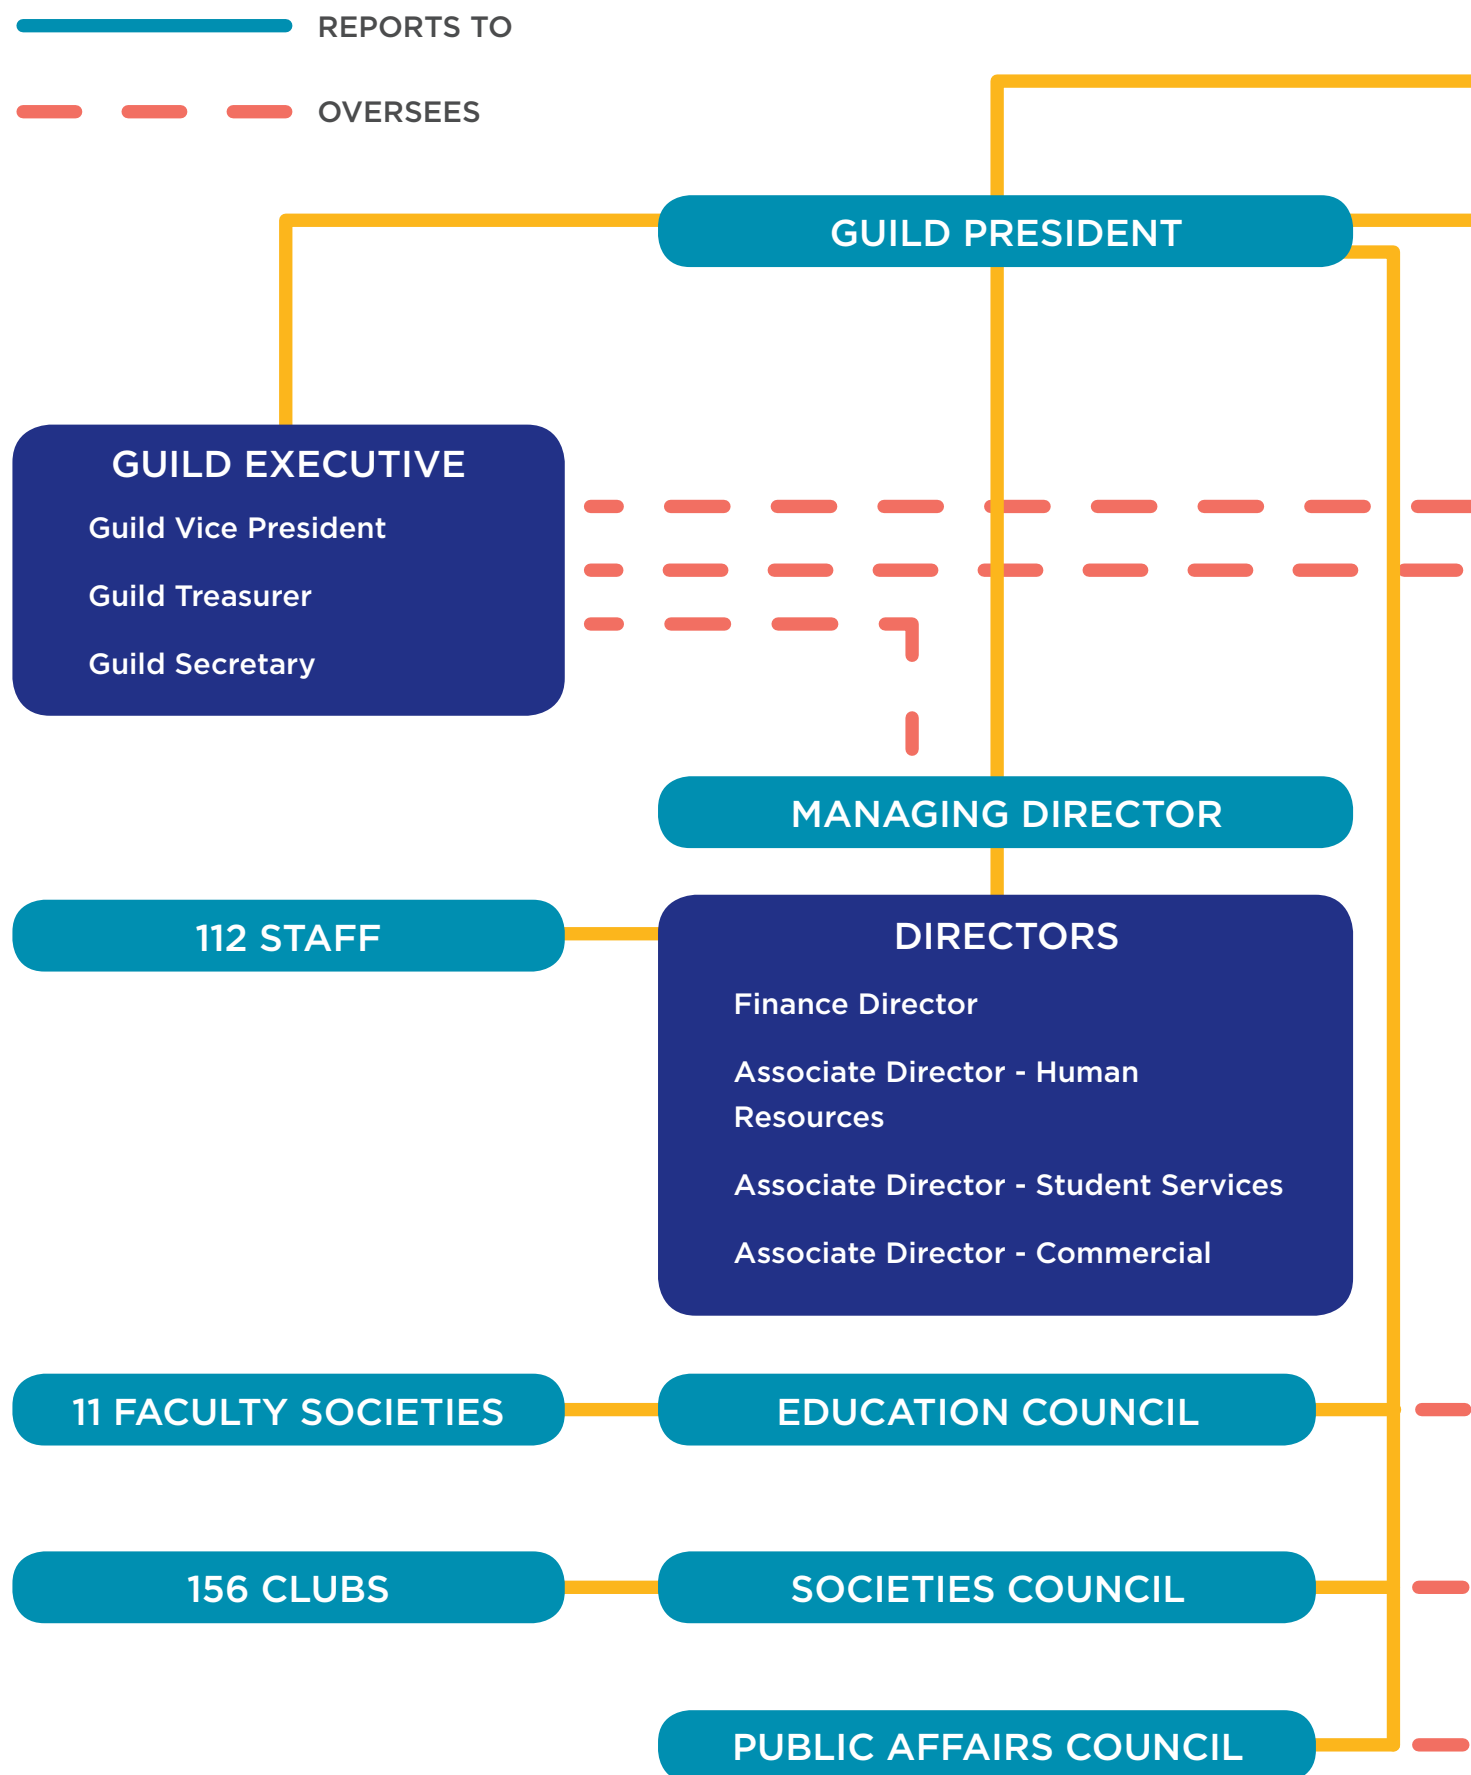 REPORTS TO
OVERSEES
GUILD PRESIDENT
GUILD EXECUTIVE
Guild Vice President
Guild Treasurer
Guild Secretary
MANAGING DIRECTOR
112 STAFF
DIRECTORS
Finance Director
Associate Director - Human
Resources
Associate Director - Student Services
Associate Director - Commercial
11 FACULTY SOCIETIES
EDUCATION COUNCIL
156 CLUBS
SOCIETIES COUNCIL
PUBLIC AFFAIRS COUNCIL